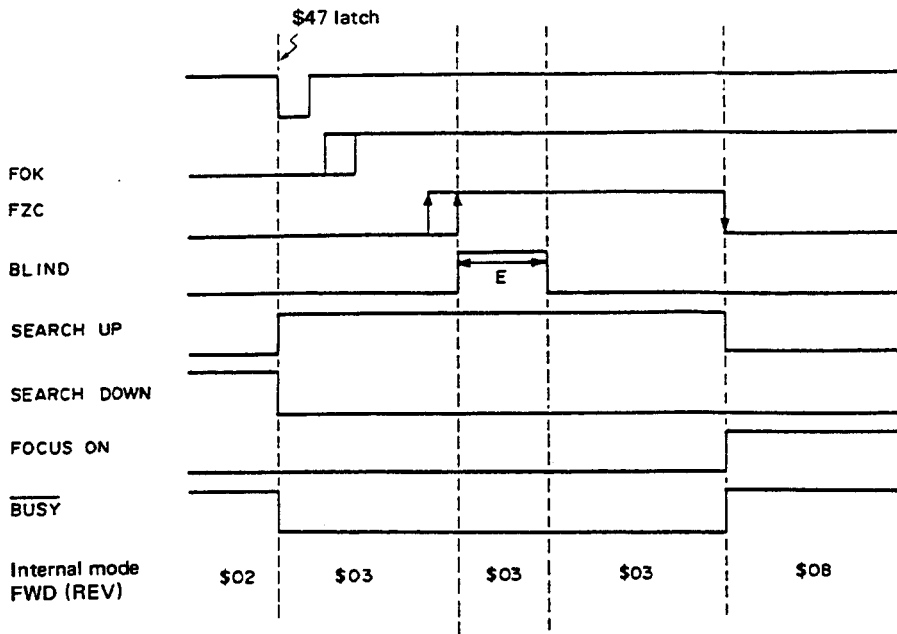 $47 latch
FOK
FZC
BLIND
E
SEARCH UP
SEARCH DOWN
FOCUS ON
BUSY
Internal mode
FWD (REV)
$02 $03 $03 $03 $08